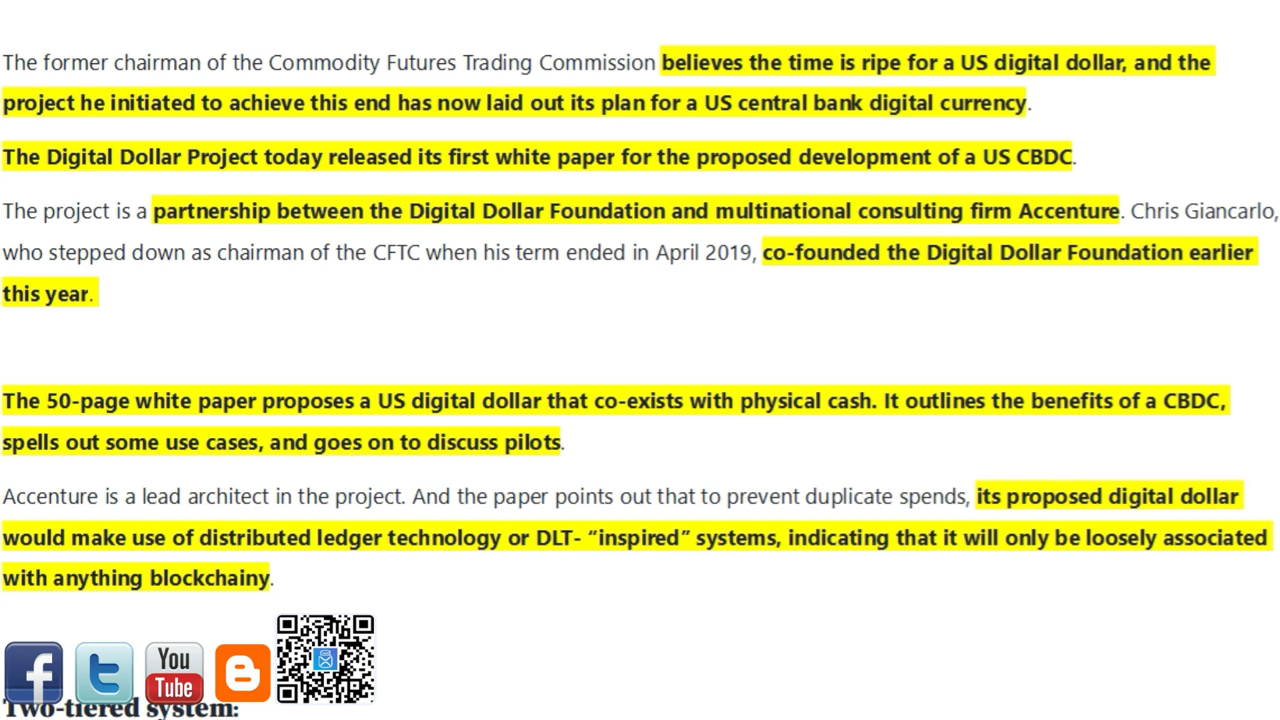 The former chairman of the Commodity Futures Trading Commission believes the time is ripe for a US digital dollar, and the
project he initiated to achieve this end has now laid out its plan for a US central bank digital currency.
The Digital Dollar Project today released its first white paper for the proposed development of a US CBDC.
The project is a partnership between the Digital Dollar Foundation and multinational consulting firm Accenture. Chris Giancarlo,
who stepped down as chairman of the CFTC when his term ended in April 2019, co-founded the Digital Dollar Foundation earlier
this year.
The 50-page white paper proposes a US digital dollar that co-exists with physical cash. It outlines the benefits of a CBDC,
spells out some use cases, and goes on to discuss pilots.
Accenture is a lead architect in the project. And the paper points out that to prevent duplicate spends, its proposed digital dollar
would make use of distributed ledger technology or DLT- “inspired” systems, indicating that it will only be loosely associated
with anything blockchainy.
You
Tube
Two-tiered system: